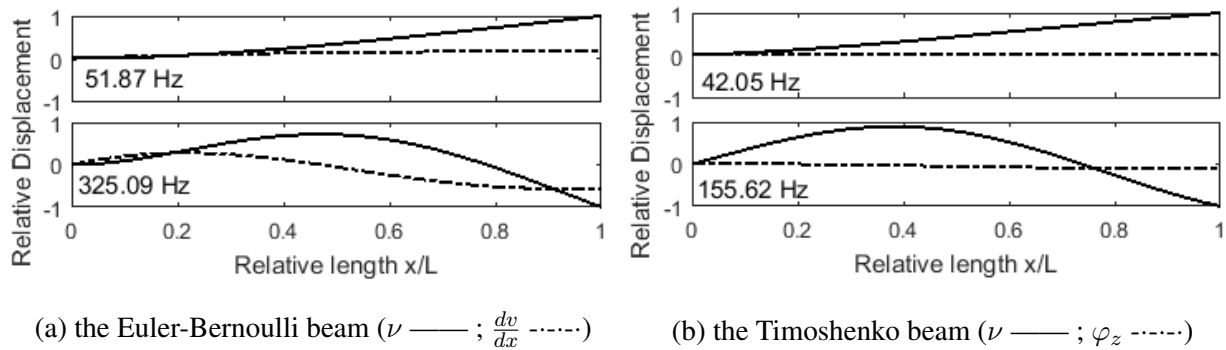 Relative Displacement
1
0
-1
51.87 Hz
1
0
-1
325.09 Hz
0 0.2 0.4 0.6 0.8 1
Relative length x/L
(a) the Euler-Bernoulli beam (ν —— ; dv/dx -·-·-·-)
Relative Displacement
1
0
-1
42.05 Hz
1
0
-1
155.62 Hz
0 0.2 0.4 0.6 0.8 1
Relative length x/L
(b) the Timoshenko beam (ν —— ; φz -·-·-·-)